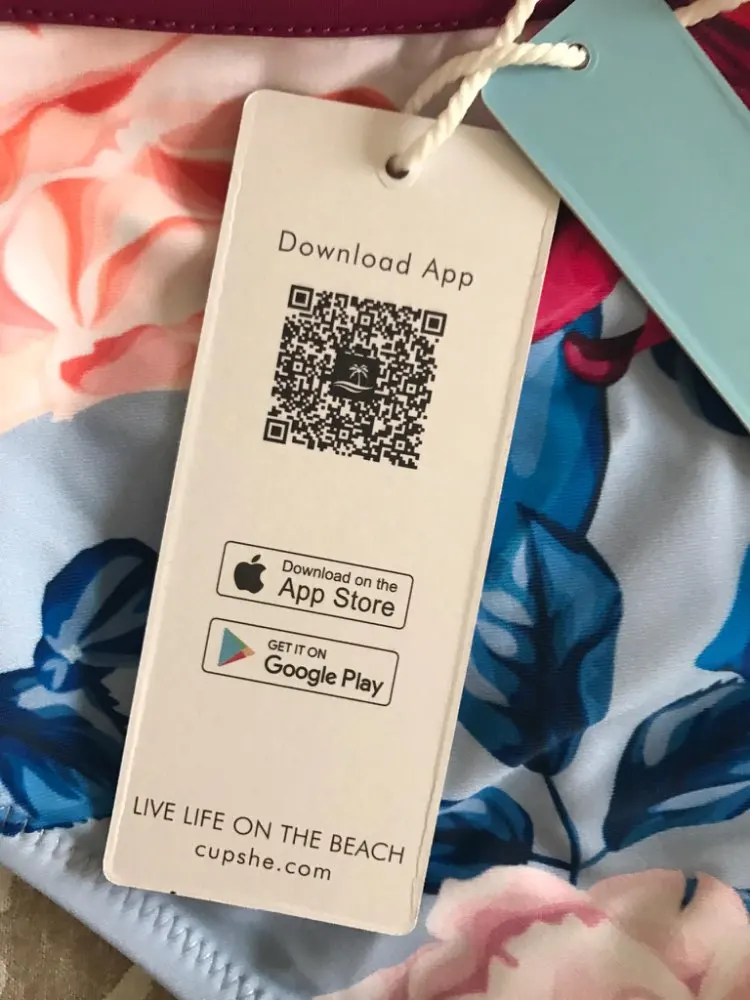 Download App
Download on the
App Store
GET IT ON
Google Play
LIVE LIFE ON THE BEACH
cupshe.com